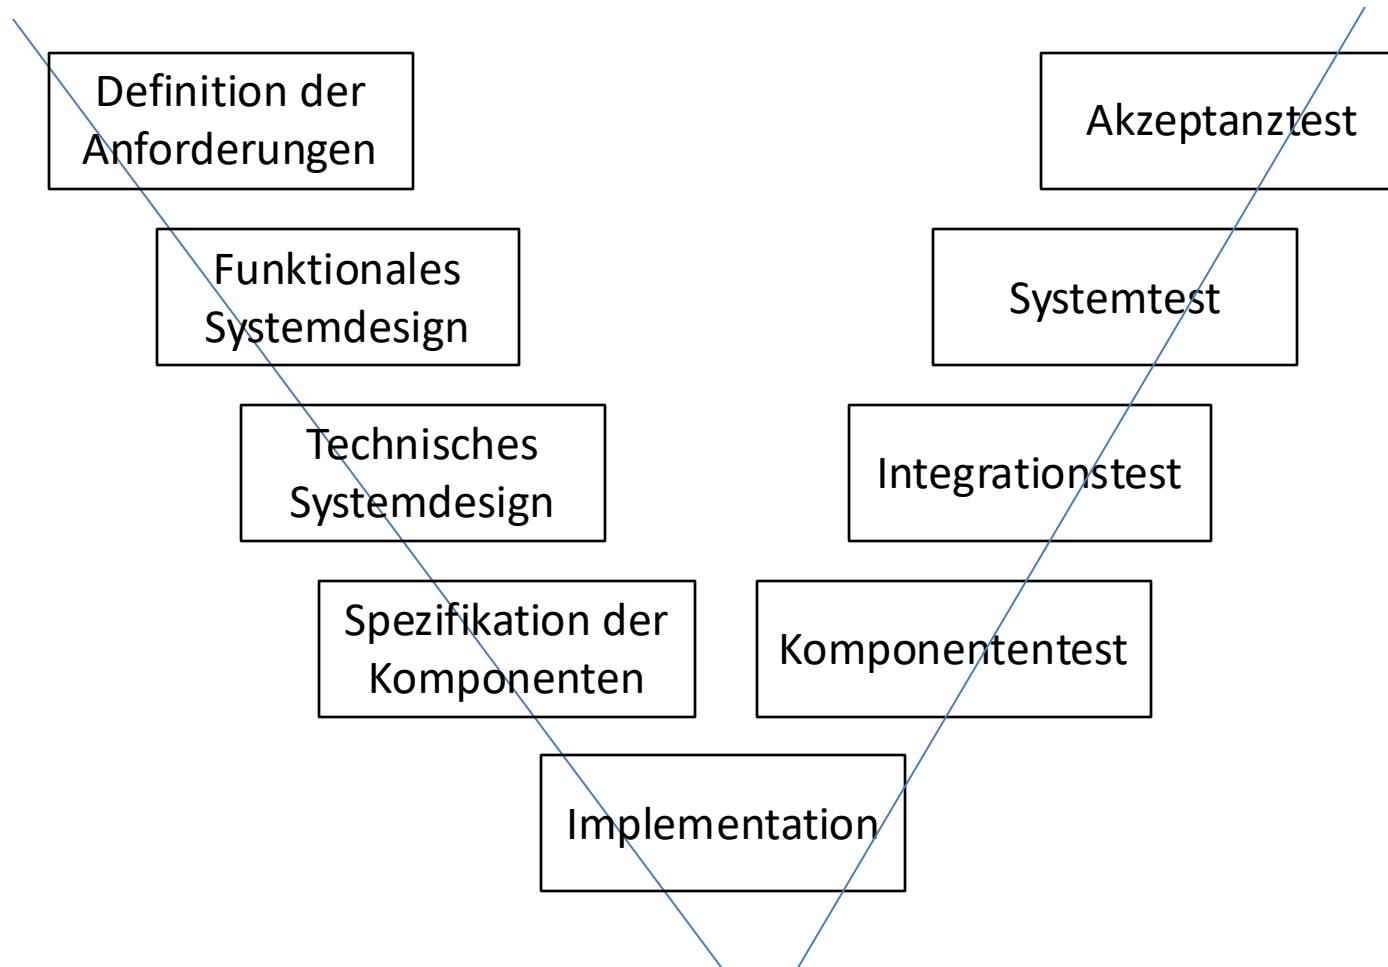 Definition der
Anforderungen
Akzeptanztest
Funktionales
Systemdesign
Systemtest
Technisches
Systemdesign
Integrationstest
Spezifikation der
Komponenten
Komponententest
Implementation